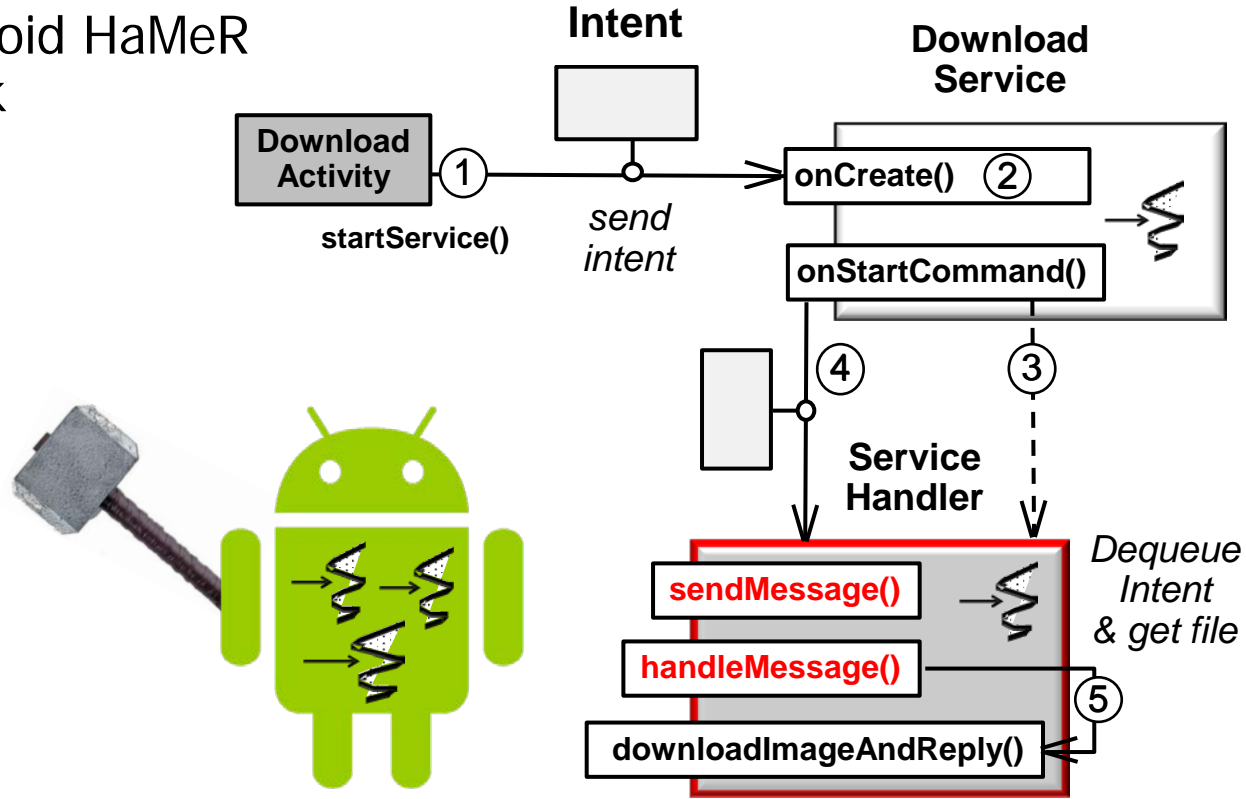 oid HaMeR
Intent
Download
Service
Download
Activity
1
onCreate() 2
startService()
send
intent
onStartCommand()
4
3
Service
Handler
Dequeue
Intent
& get file
sendMessage()
handleMessage()
5
downloadImageAndReply()